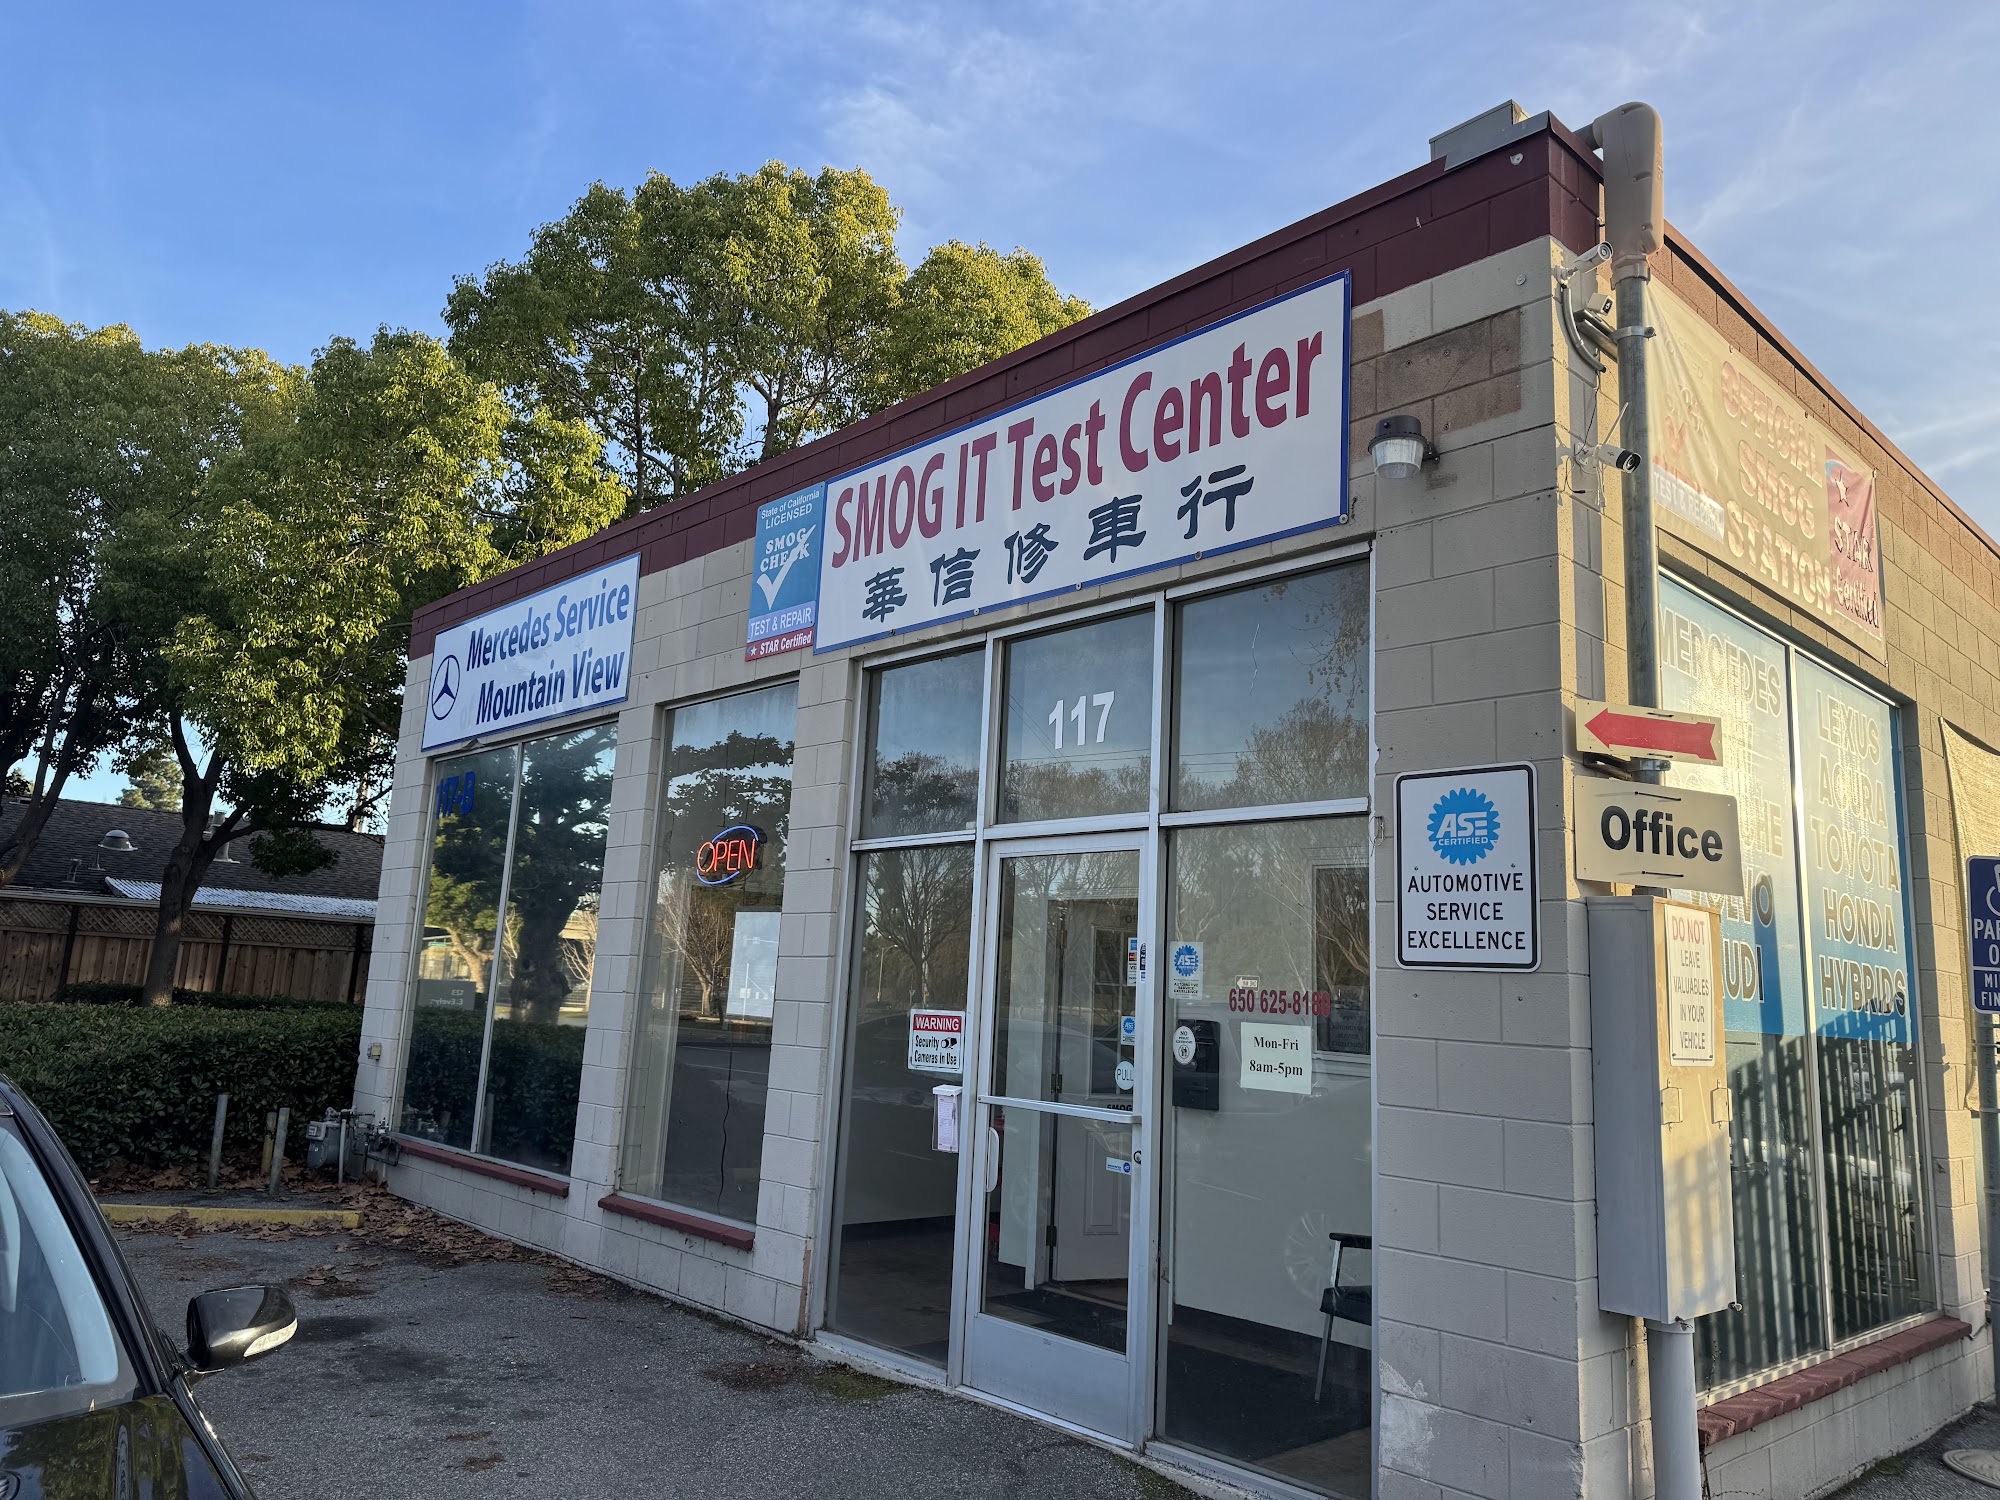 Mercedes Service
Mountain View
State of California
LICENSED
SMOG
CHECK
TEST & REPAIR
★ STAR Certified
SMOG IT Test Center
華信修車行
117
117-B
OPEN
WARNING
Security
Cameras In Use
PULL
ASE
650 625-8180
Mon-Fri
8am-5pm
ASE
CERTIFIED
AUTOMOTIVE
SERVICE
EXCELLENCE
Office
DO NOT
LEAVE
VALUABLES
IN YOUR
VEHICLE
OFFICIAL
SMOG
STATION
TEST & REPAIR
STAR
Certified
MERCEDES
LEXUS
ACURA
TOYOTA
HONDA
HYBRIDS